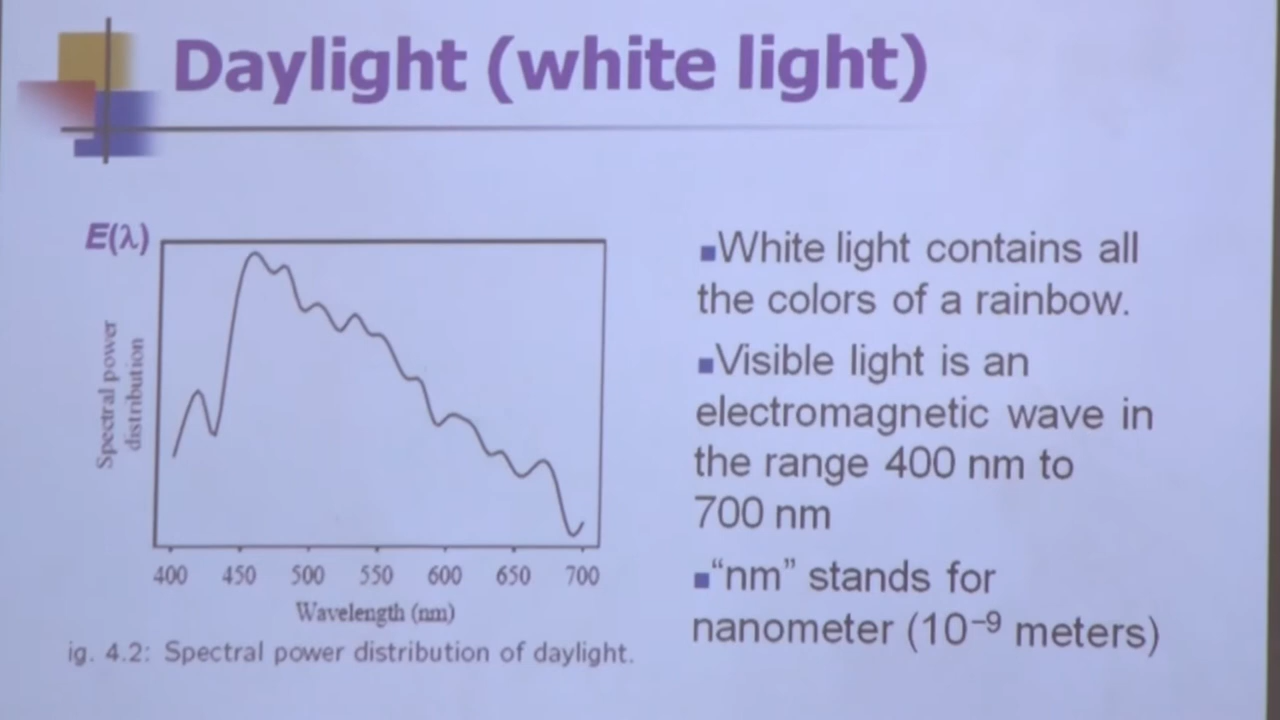 Daylight (white light)
E(λ)
Spectral power
distribution
400 450 500 550 600 650 700
Wavelength (nm)
ig. 4.2: Spectral power distribution of daylight.
■White light contains all
the colors of a rainbow.
■Visible light is an
electromagnetic wave in
the range 400 nm to
700 nm
■“nm” stands for
nanometer (10⁻⁹ meters)